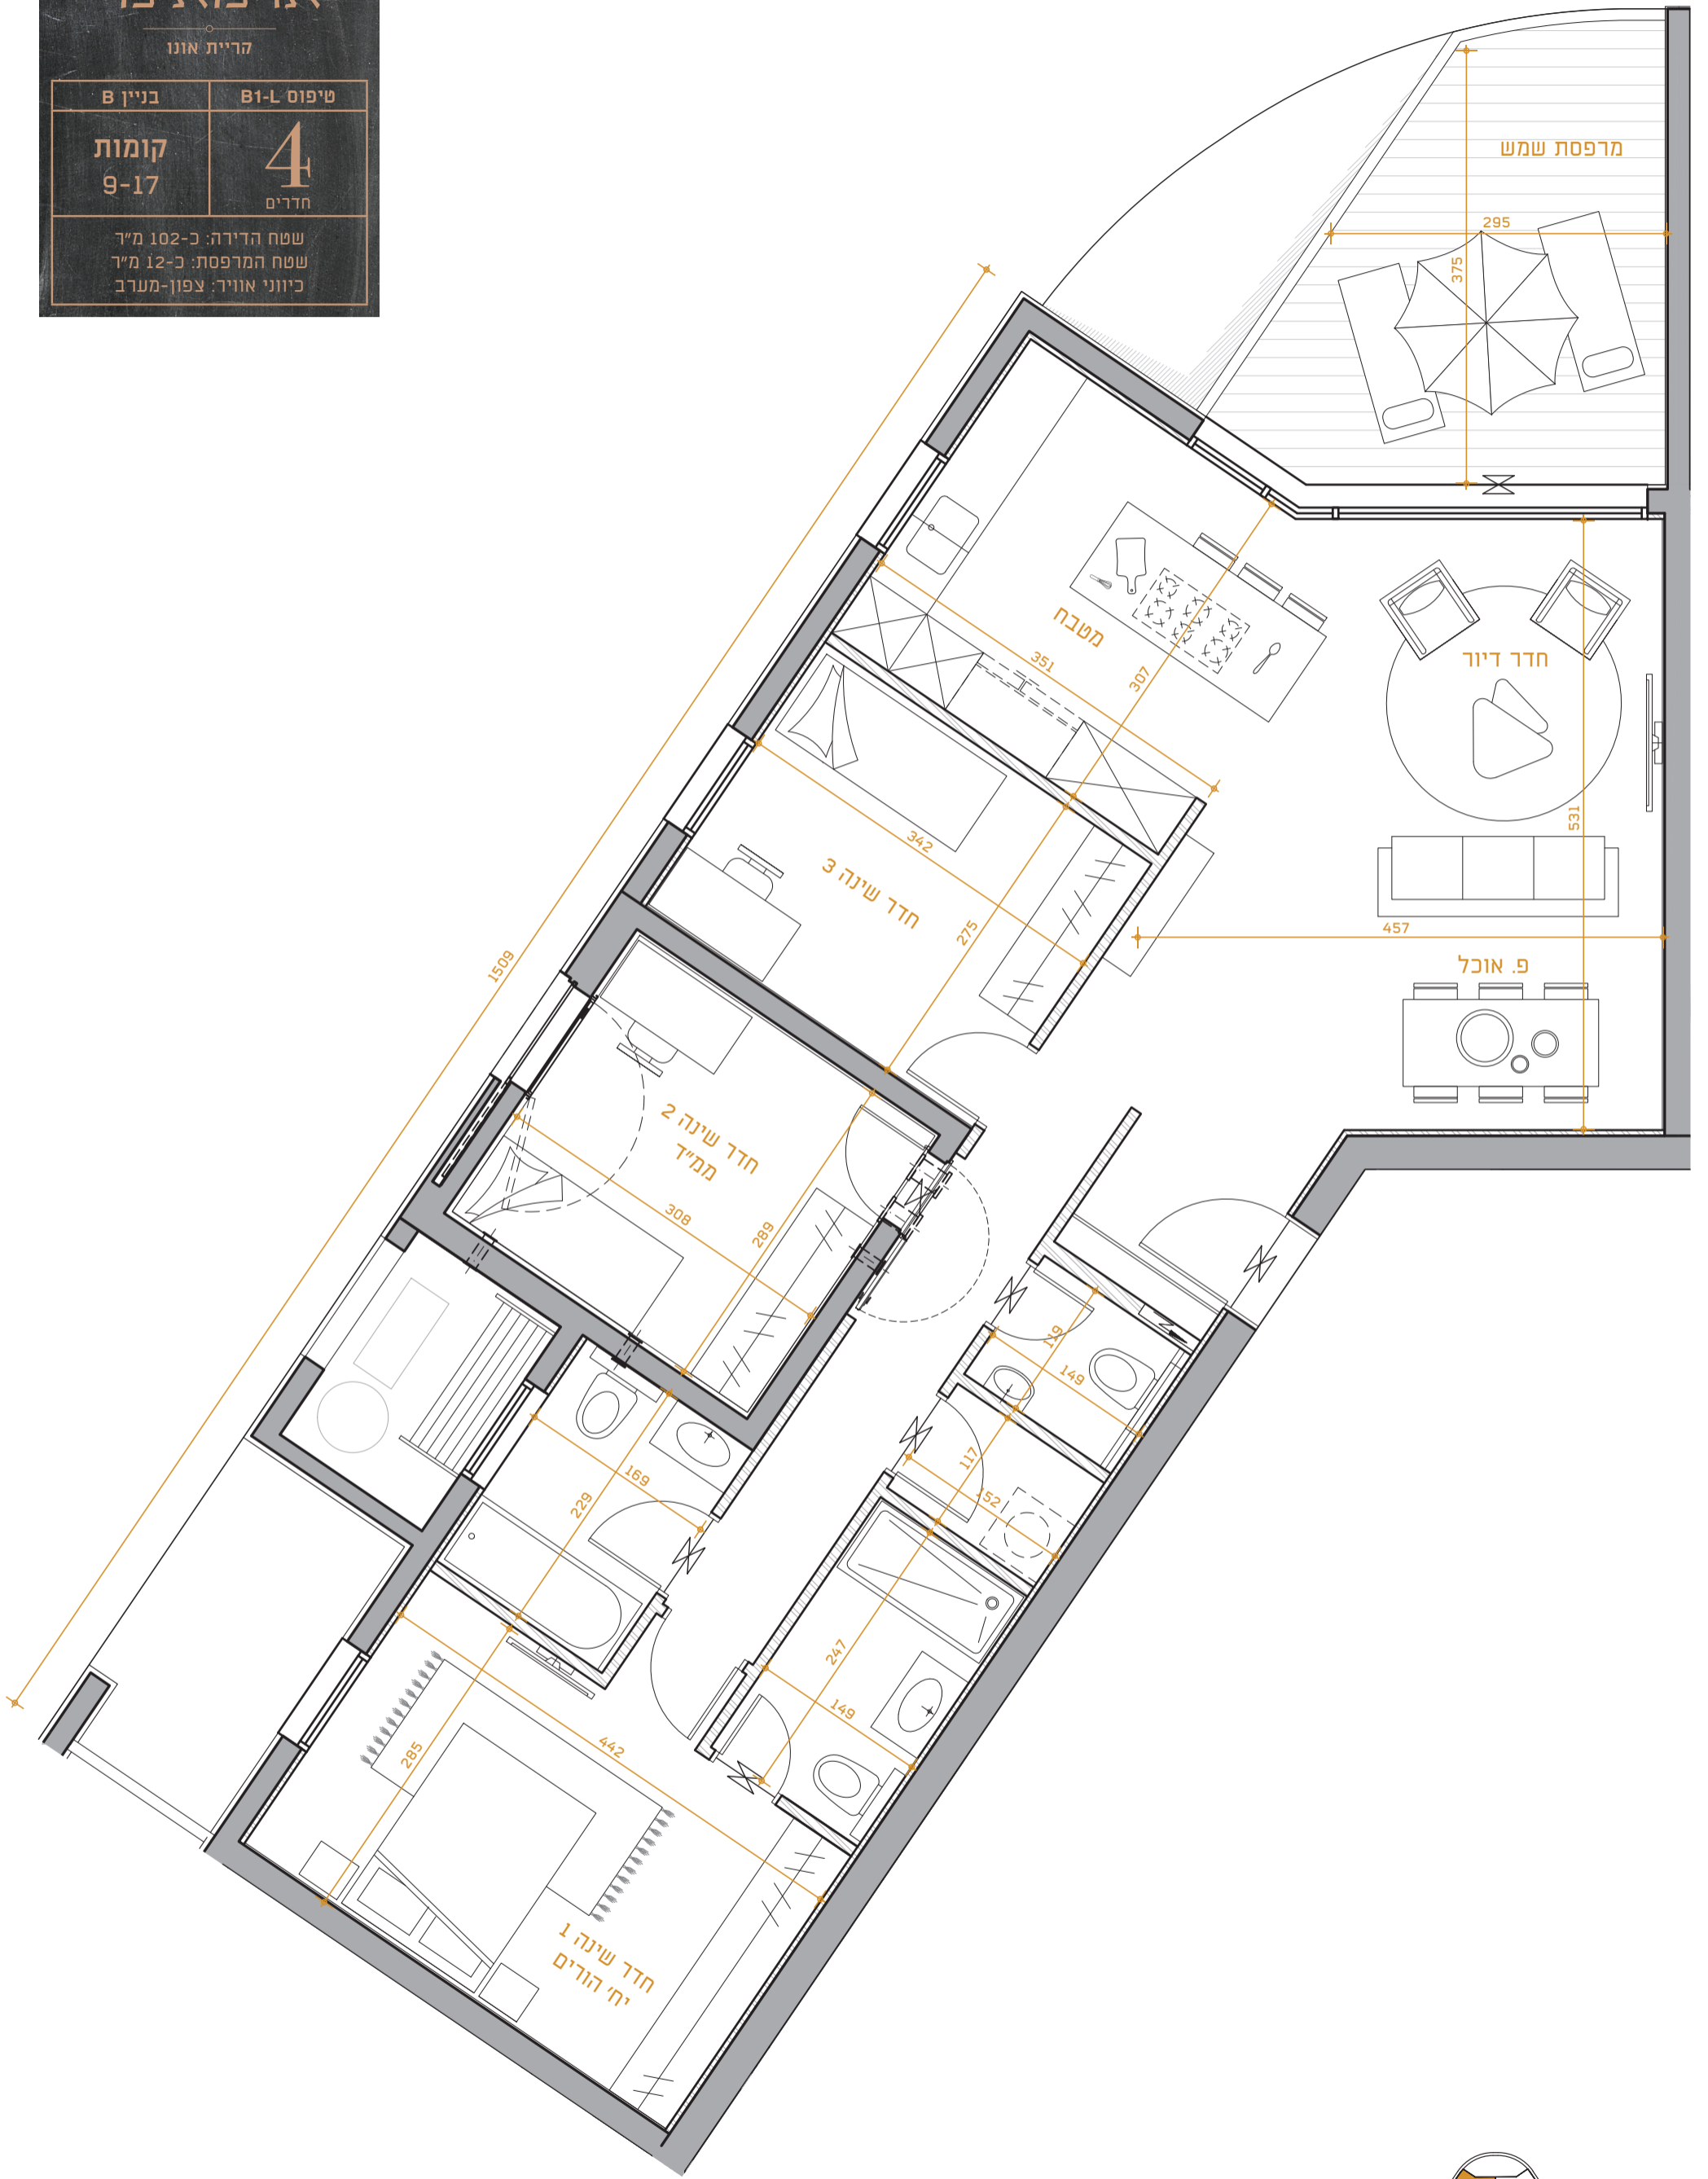 קריית אונו
טיפוס B1-L
בניין B
4
חדרים
קומות
9-17
שטח הדירה: כ-102 מ"ר
שטח המרפסת: כ-12 מ"ר
כיווני אוויר: צפון-מערב
מרפסת שמש
295
375
מטבח
351
307
חדר דיור
531
457
פ. אוכל
חדר שינה 3
342
275
1509
חדר שינה 2
ממ"ד
308
289
119
149
117
152
169
229
247
149
442
285
חדר שינה 1
יח' הורים